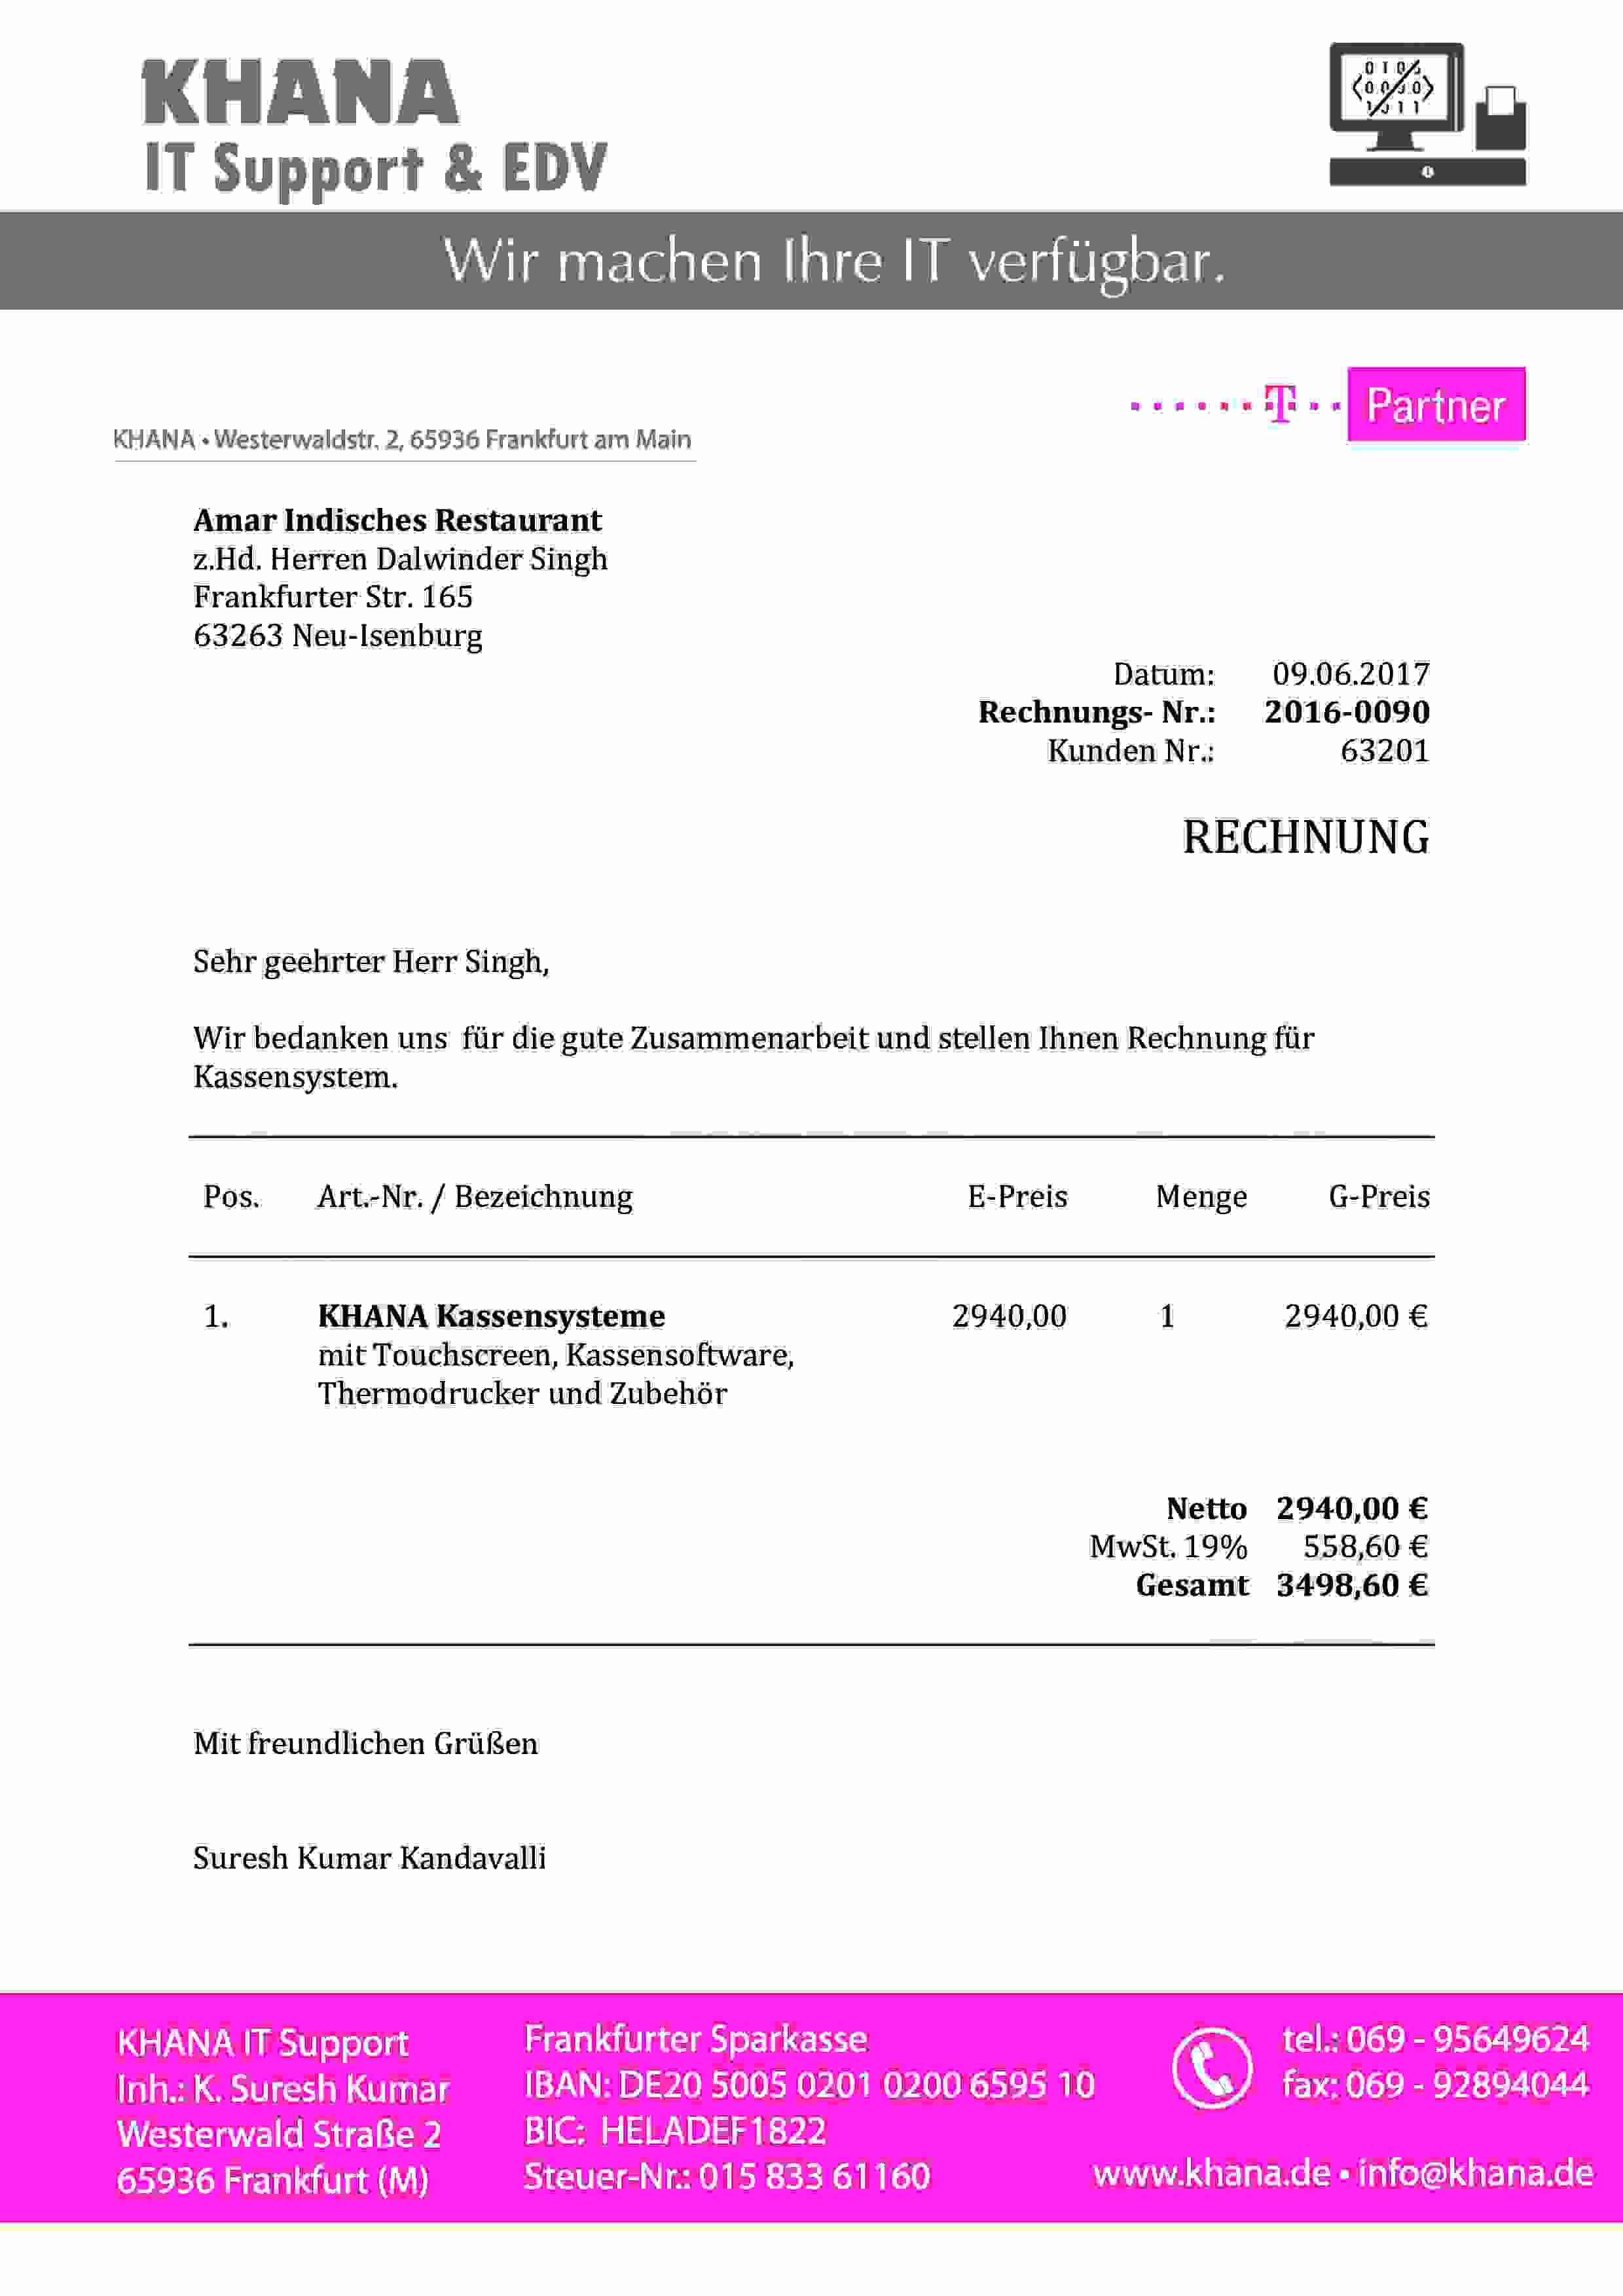 KHANA
IT Support & EDV
Wir machen Ihre IT verfügbar.
T Partner
KHANA • Westerwaldstr. 2, 65936 Frankfurt am Main
Amar Indisches Restaurant
z.Hd. Herren Dalwinder Singh
Frankfurter Str. 165
63263 Neu-Isenburg
Datum: 09.06.2017
Rechnungs- Nr.: 2016-0090
Kunden Nr.: 63201
RECHNUNG
Sehr geehrter Herr Singh,
Wir bedanken uns für die gute Zusammenarbeit und stellen Ihnen Rechnung für
Kassensystem.
Pos. Art.-Nr. / Bezeichnung E-Preis Menge G-Preis
1. KHANA Kassensysteme 2940,00 1 2940,00 €
mit Touchscreen, Kassensoftware,
Thermodrucker und Zubehör
Netto 2940,00 €
MwSt. 19% 558,60 €
Gesamt 3498,60 €
Mit freundlichen Grüßen
Suresh Kumar Kandavalli
KHANA IT Support
Inh.: K. Suresh Kumar
Westerwald Straße 2
65936 Frankfurt (M)
Frankfurter Sparkasse
IBAN: DE20 5005 0201 0200 6595 10
BIC: HELADEF1822
Steuer-Nr.: 015 833 61160
tel.: 069 - 95649624
fax: 069 - 92894044
www.khana.de • info@khana.de